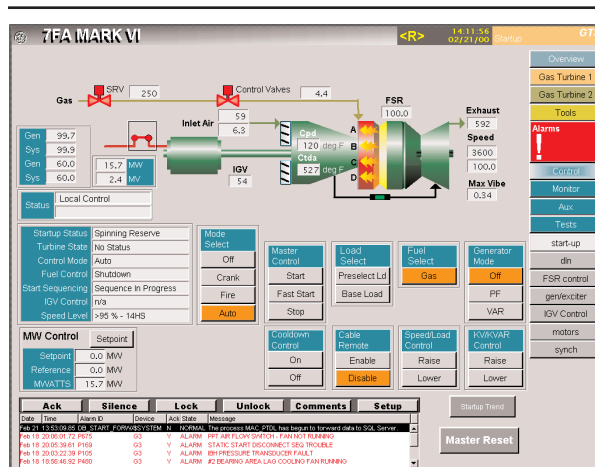 7FA MARK VI
<R>
14:11:56
02/21/00
Startup
GT
Overview
Gas Turbine 1
Gas Turbine 2
Tools
Alarms
!
Control
Monitor
Aux
Tests
start-up
dln
FSR control
gen/exciter
IGV Control
motors
synch
Gas
SRV
250
Control Valves
4.4
FSR
100.0
Inlet Air
59
6.3
Exhaust
592
Speed
3600
100.0
Max Vibe
0.34
Cpd
120 deg F
Ctda
527 deg F
A
B
C
D
IGV
54
Gen 99.7
Sys 99.9
Gen 60.0
Sys 60.0
15.7 MW
2.4 MV
Status
Local Control
Startup Status Spinning Reserve
Turbine State No Status
Control Mode Auto
Fuel Control Shutdown
Start Sequencing Sequence In Progress
IGV Control n/a
Speed Level >95 % - 14HS
Mode Select
Off
Crank
Fire
Auto
Master Control
Start
Fast Start
Stop
Load Select
Preselect Ld
Base Load
Fuel Select
Gas
Generator Mode
Off
PF
VAR
MW Control Setpoint
Setpoint 0.0 MW
Reference 0.0 MW
MWATTS 15.7 MW
Cooldown Control
On
Off
Cable Remote
Enable
Disable
Speed/Load Control
Raise
Lower
KV/KVAR Control
Raise
Lower
Ack Silence Lock Unlock Comments Setup
Date Time Alarm ID Device Ack State Message
Feb 21 13:53:09.85 DB_START_FORW$SYSTEM N NORMAL The process MAC_PTDL has begun to forward data to SQL Server.
Feb 18 20:06:01.72 P675 G3 Y ALARM PPT AIR FLOW SWITCH - FAN NOT RUNNING
Feb 18 20:05:39.61 P169 G3 Y ALARM STATIC START DISCONNECT SEQ TROUBLE
Feb 18 20:03:22.39 P105 G3 Y ALARM IBH PRESSURE TRANSDUCER FAULT
Feb 18 18:56:46.92 P480 G3 Y ALARM #2 BEARING AREA LAG COOLING FAN RUNNING
Startup Trend
Master Reset